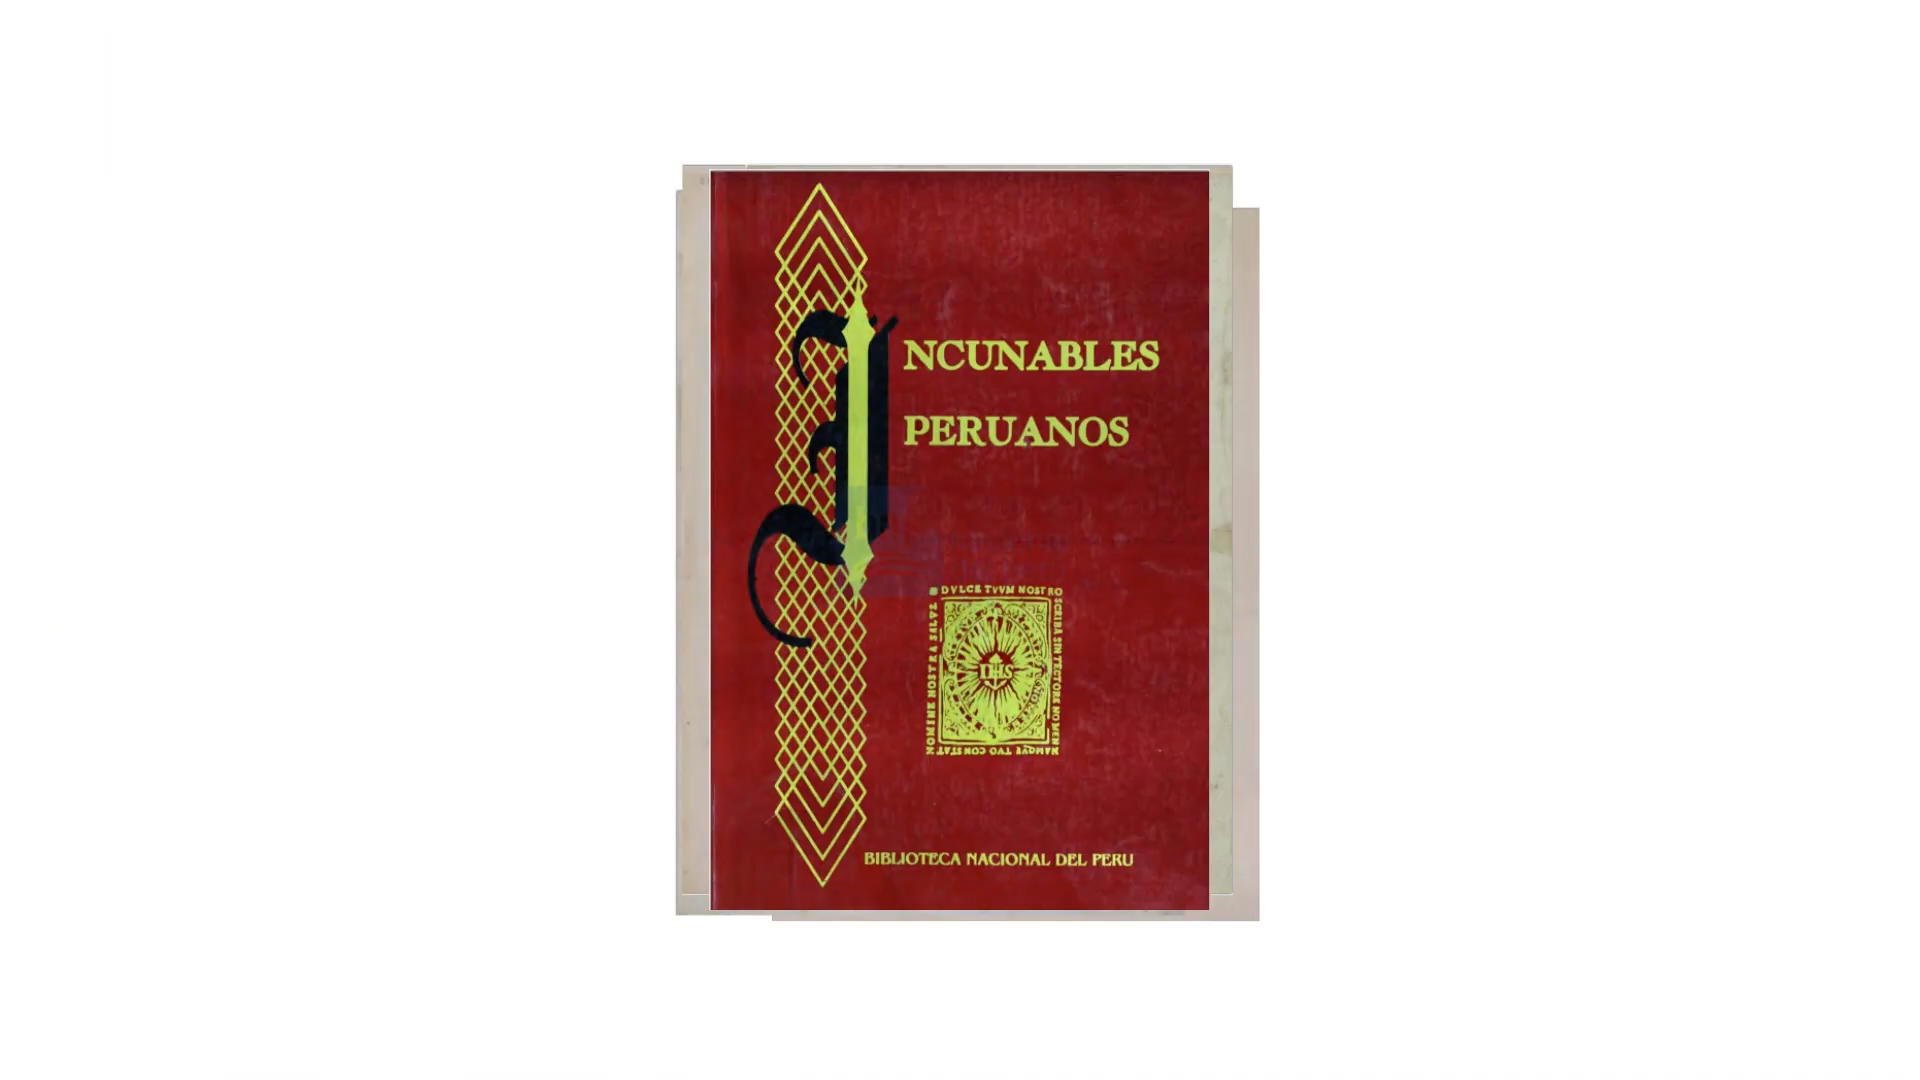 INCUNABLES
PERUANOS
DVLCE TVVM NOSTRO
SCRIBA SIN TECTORE NOMEN
NAMQVE TVO CONSTAT
NOMINE NOSTRA SALVS
IHS
BIBLIOTECA NACIONAL DEL PERU